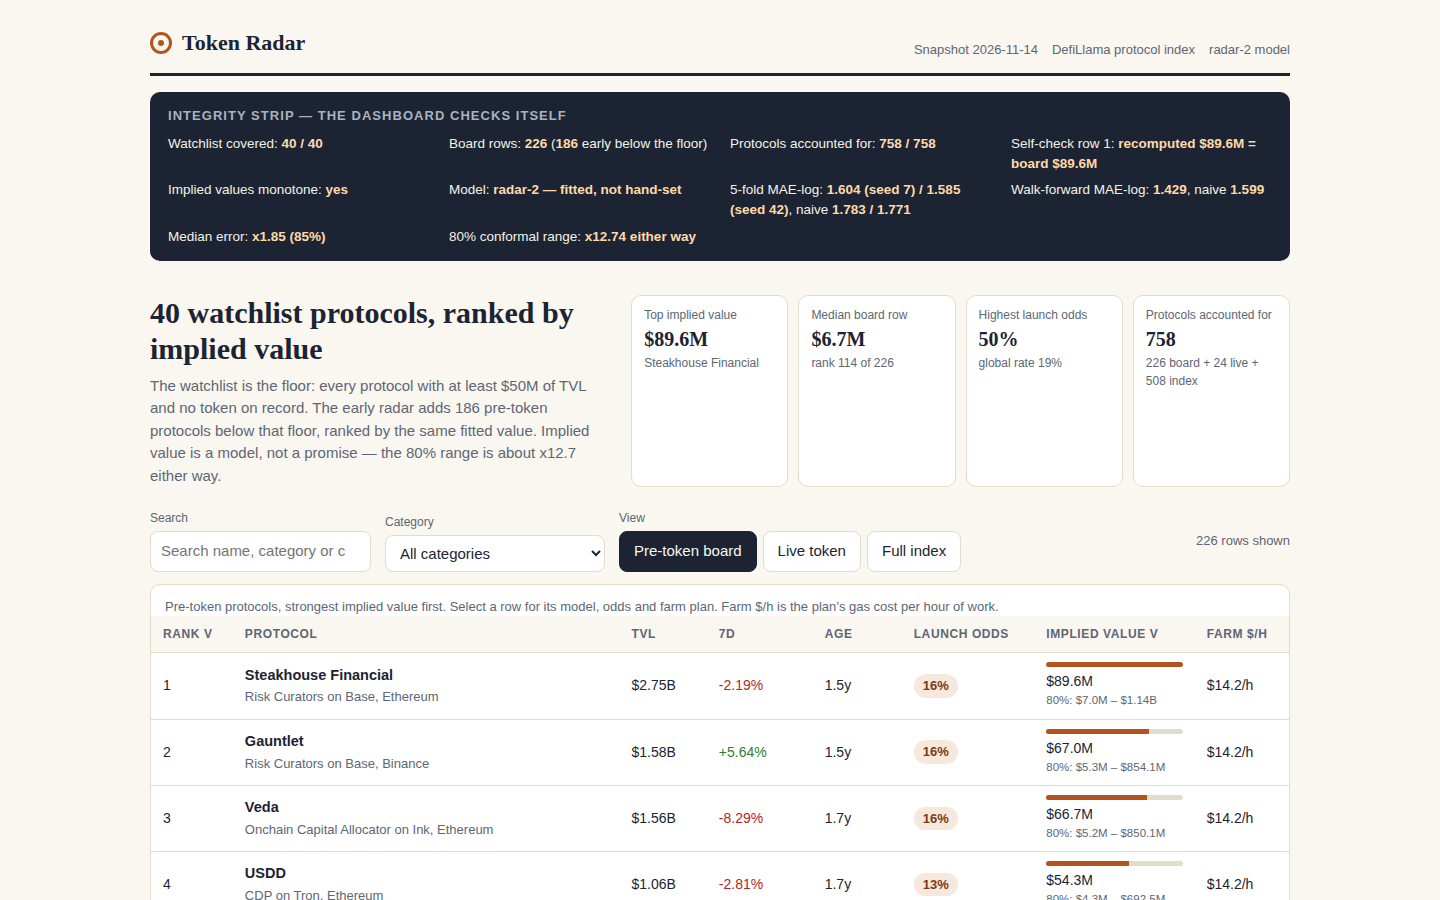 Token Radar
Snapshot 2026-11-14 DefiLlama protocol index radar-2 model
INTEGRITY STRIP — THE DASHBOARD CHECKS ITSELF
Watchlist covered: 40 / 40
Board rows: 226 (186 early below the floor)
Protocols accounted for: 758 / 758
Self-check row 1: recomputed $89.6M =
board $89.6M
Implied values monotone: yes
Model: radar-2 — fitted, not hand-set
5-fold MAE-log: 1.604 (seed 7) / 1.585
(seed 42), naive 1.783 / 1.771
Walk-forward MAE-log: 1.429, naive 1.599
Median error: x1.85 (85%)
80% conformal range: x12.74 either way
40 watchlist protocols, ranked by
implied value
The watchlist is the floor: every protocol with at least $50M of TVL
and no token on record. The early radar adds 186 pre-token
protocols below that floor, ranked by the same fitted value. Implied
value is a model, not a promise — the 80% range is about x12.7
either way.
Top implied value
$89.6M
Steakhouse Financial
Median board row
$6.7M
rank 114 of 226
Highest launch odds
50%
global rate 19%
Protocols accounted for
758
226 board + 24 live +
508 index
Search
Search name, category or c
Category
All categories
View
Pre-token board Live token Full index
226 rows shown
Pre-token protocols, strongest implied value first. Select a row for its model, odds and farm plan. Farm $/h is the plan's gas cost per hour of work.
RANK V PROTOCOL TVL 7D AGE LAUNCH ODDS IMPLIED VALUE V FARM $/H
1 Steakhouse Financial $2.75B -2.19% 1.5y 16% $89.6M $14.2/h
Risk Curators on Base, Ethereum 80%: $7.0M – $1.14B
2 Gauntlet $1.58B +5.64% 1.5y 16% $67.0M $14.2/h
Risk Curators on Base, Binance 80%: $5.3M – $854.1M
3 Veda $1.56B -8.29% 1.7y 16% $66.7M $14.2/h
Onchain Capital Allocator on Ink, Ethereum 80%: $5.2M – $850.1M
4 USDD $1.06B -2.81% 1.7y 13% $54.3M $14.2/h
CDP on Tron, Ethereum 80%: $4.3M – $692.5M